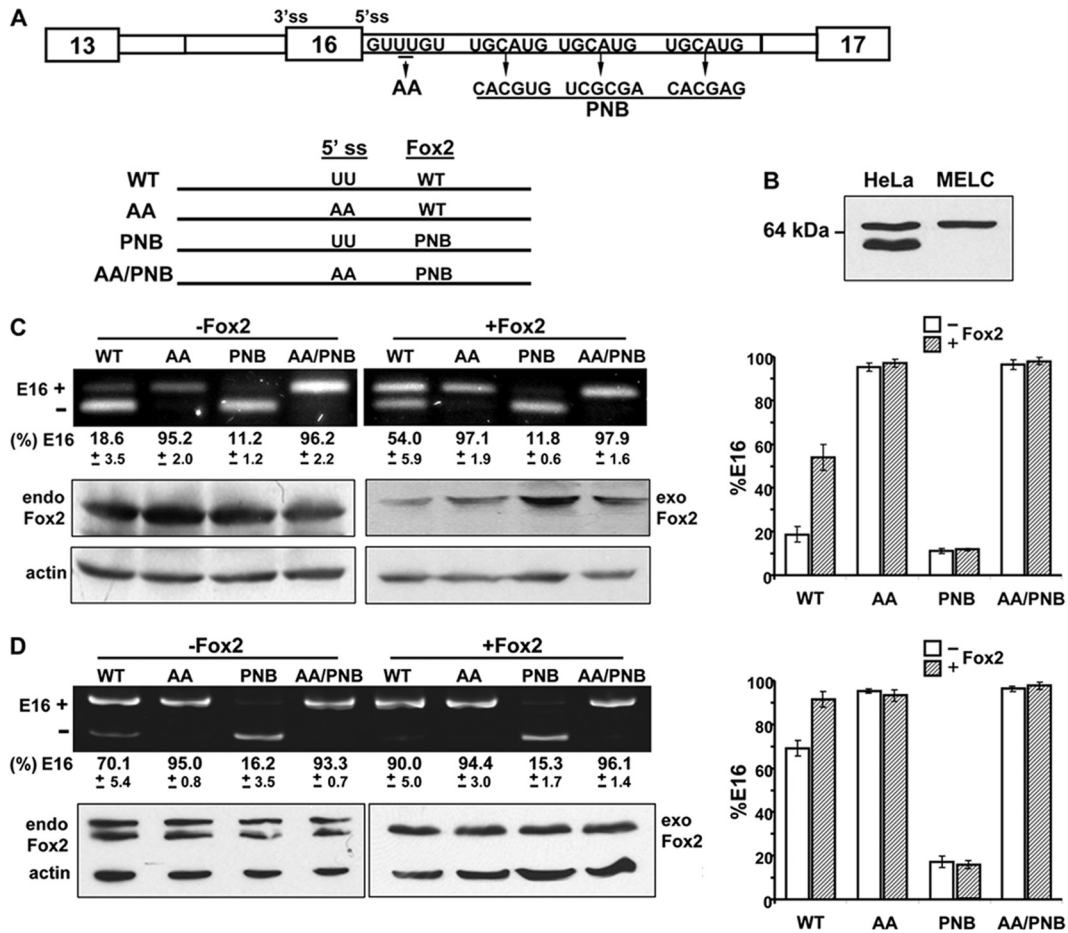 A
3'ss 5'ss
13 16 17
GUUUGU UGCAUG UGCAUG UGCAUG
AA CACGUG UCGCGA CACGAG
PNB
5' ss Fox2
WT UU WT
AA AA WT
PNB UU PNB
AA/PNB AA PNB
B
HeLa MELC
64 kDa
C
-Fox2 +Fox2
WT AA PNB AA/PNB WT AA PNB AA/PNB
E16 +
-
(%) E16 18.6 95.2 11.2 96.2 54.0 97.1 11.8 97.9
± 3.5 ± 2.0 ± 1.2 ± 2.2 ± 5.9 ± 1.9 ± 0.6 ± 1.6
endo Fox2
exo Fox2
actin
- Fox2
+
%E16
100
80
60
40
20
0
WT AA PNB AA/PNB
D
-Fox2 +Fox2
WT AA PNB AA/PNB WT AA PNB AA/PNB
E16 +
-
(%) E16 70.1 95.0 16.2 93.3 90.0 94.4 15.3 96.1
± 5.4 ± 0.8 ± 3.5 ± 0.7 ± 5.0 ± 3.0 ± 1.7 ± 1.4
endo Fox2
exo Fox2
actin
- Fox2
+
%E16
100
80
60
40
20
0
WT AA PNB AA/PNB